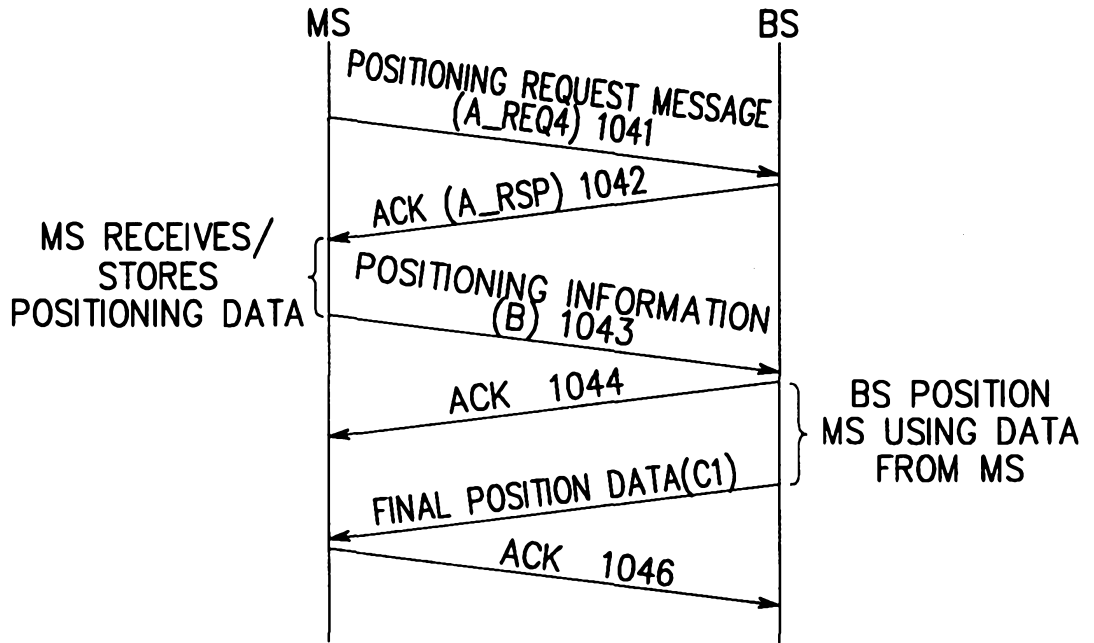 MS
BS
POSITIONING REQUEST MESSAGE
(A_REQ4) 1041
ACK (A_RSP) 1042
MS RECEIVES/
STORES
POSITIONING DATA
POSITIONING INFORMATION
(B) 1043
ACK 1044
BS POSITION
MS USING DATA
FROM MS
FINAL POSITION DATA(C1)
ACK 1046